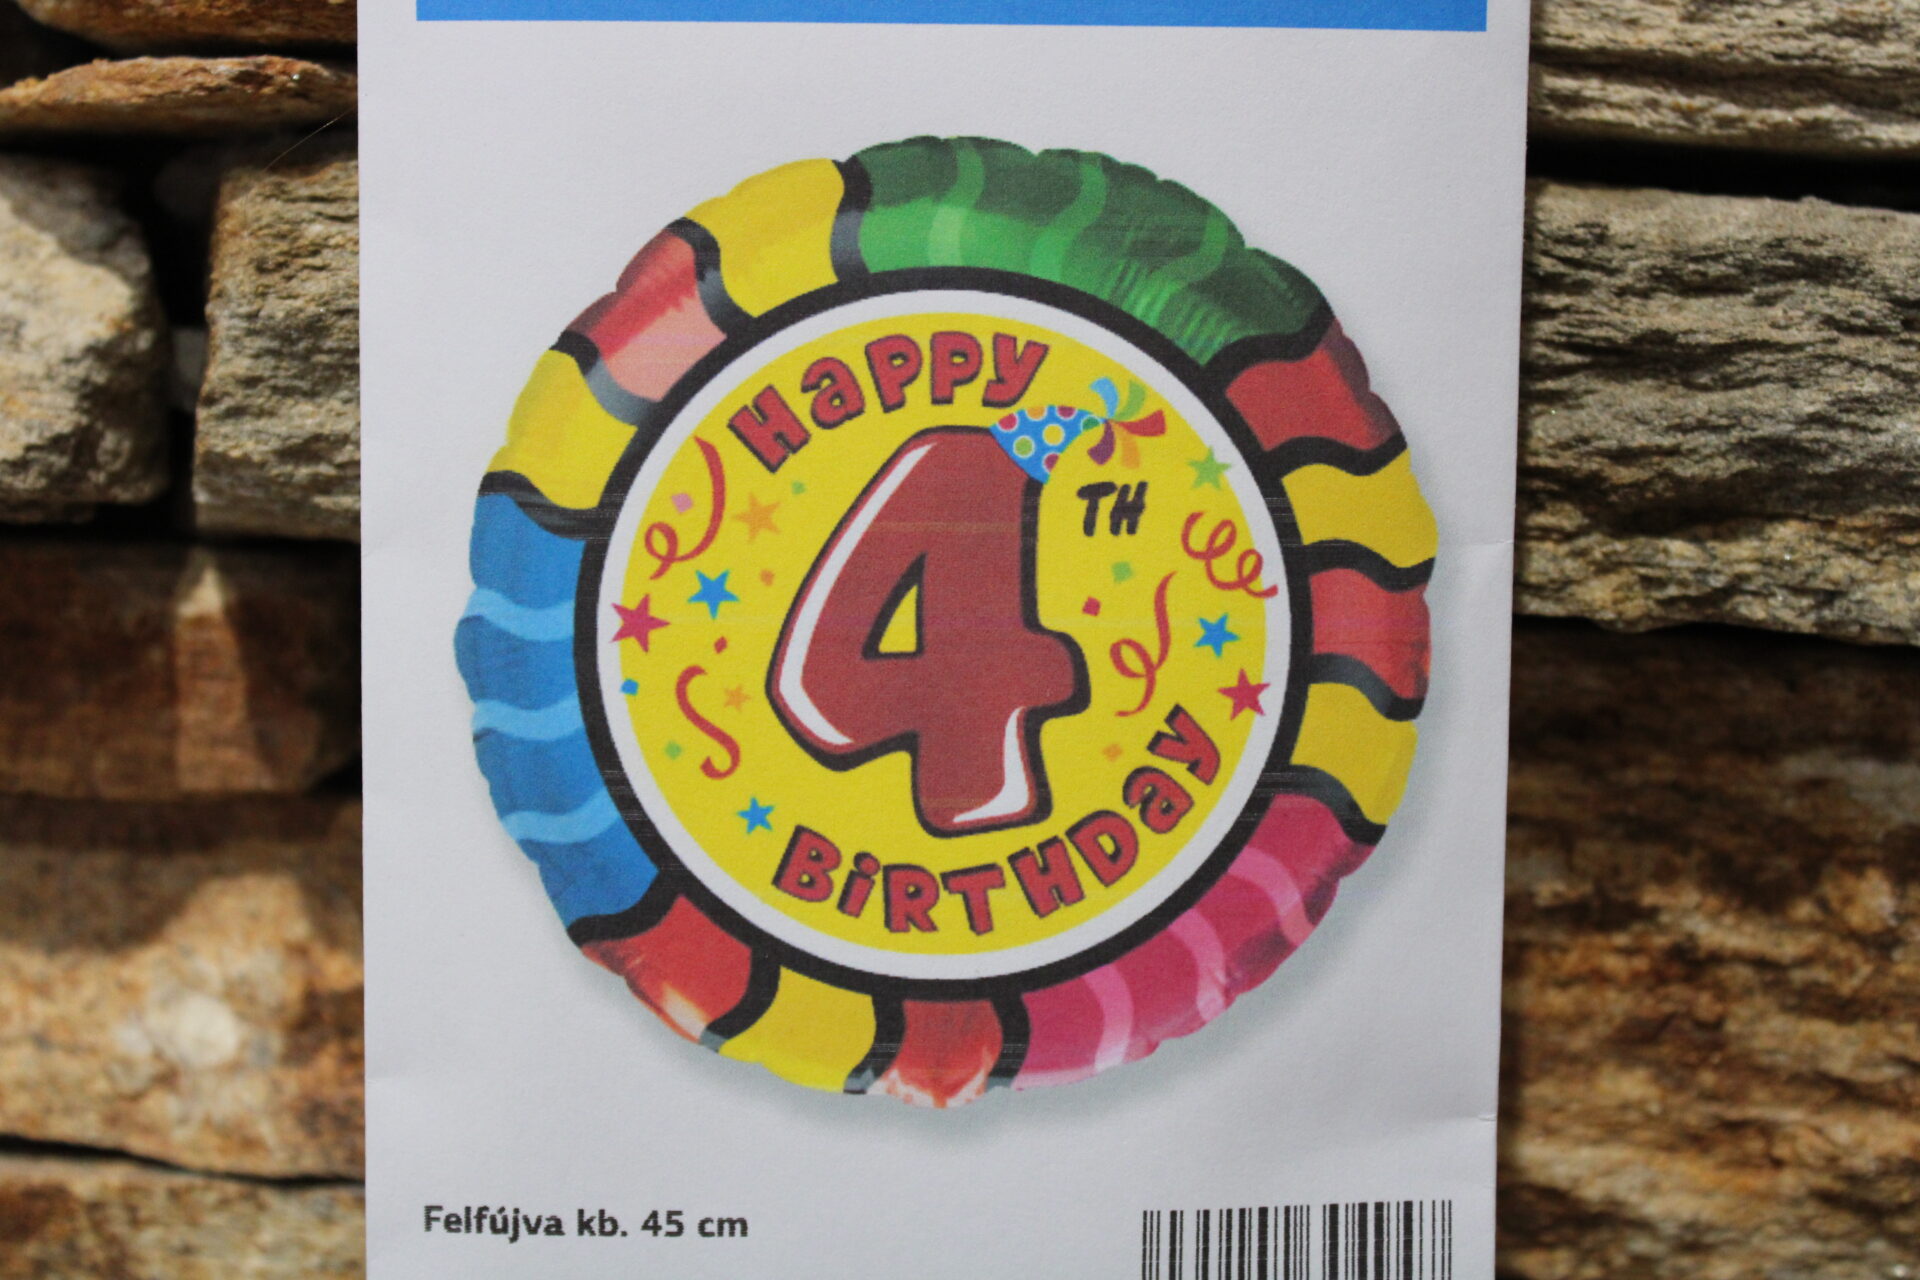 HaPPY
4 TH
BiRTHDay
Felfújva kb. 45 cm